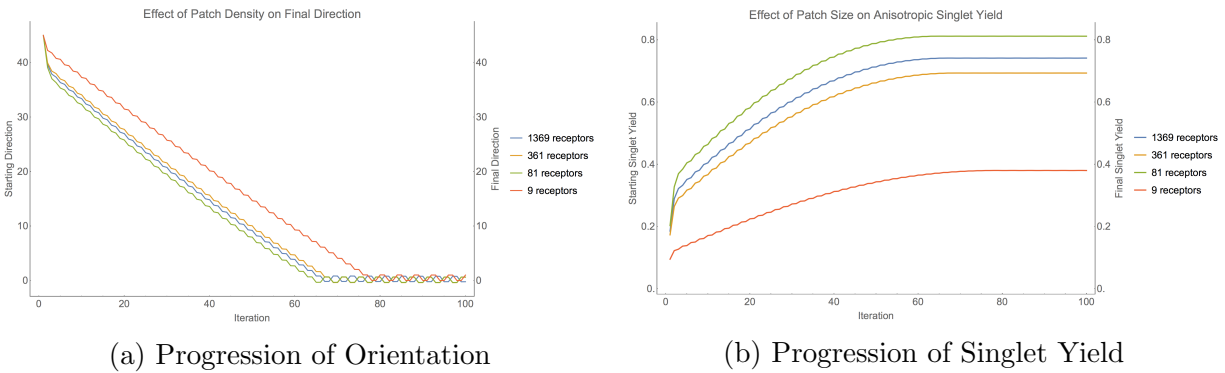 Effect of Patch Density on Final Direction
Starting Direction
40
30
20
10
0
40
30
20
10
0
Final Direction
0
20
40
60
80
100
Iteration
1369 receptors
361 receptors
81 receptors
9 receptors
(a) Progression of Orientation
Effect of Patch Size on Anisotropic Singlet Yield
Starting Singlet Yield
0.8
0.6
0.4
0.2
0.
0.8
0.6
0.4
0.2
0.
Final Singlet Yield
0
20
40
60
80
100
Iteration
1369 receptors
361 receptors
81 receptors
9 receptors
(b) Progression of Singlet Yield